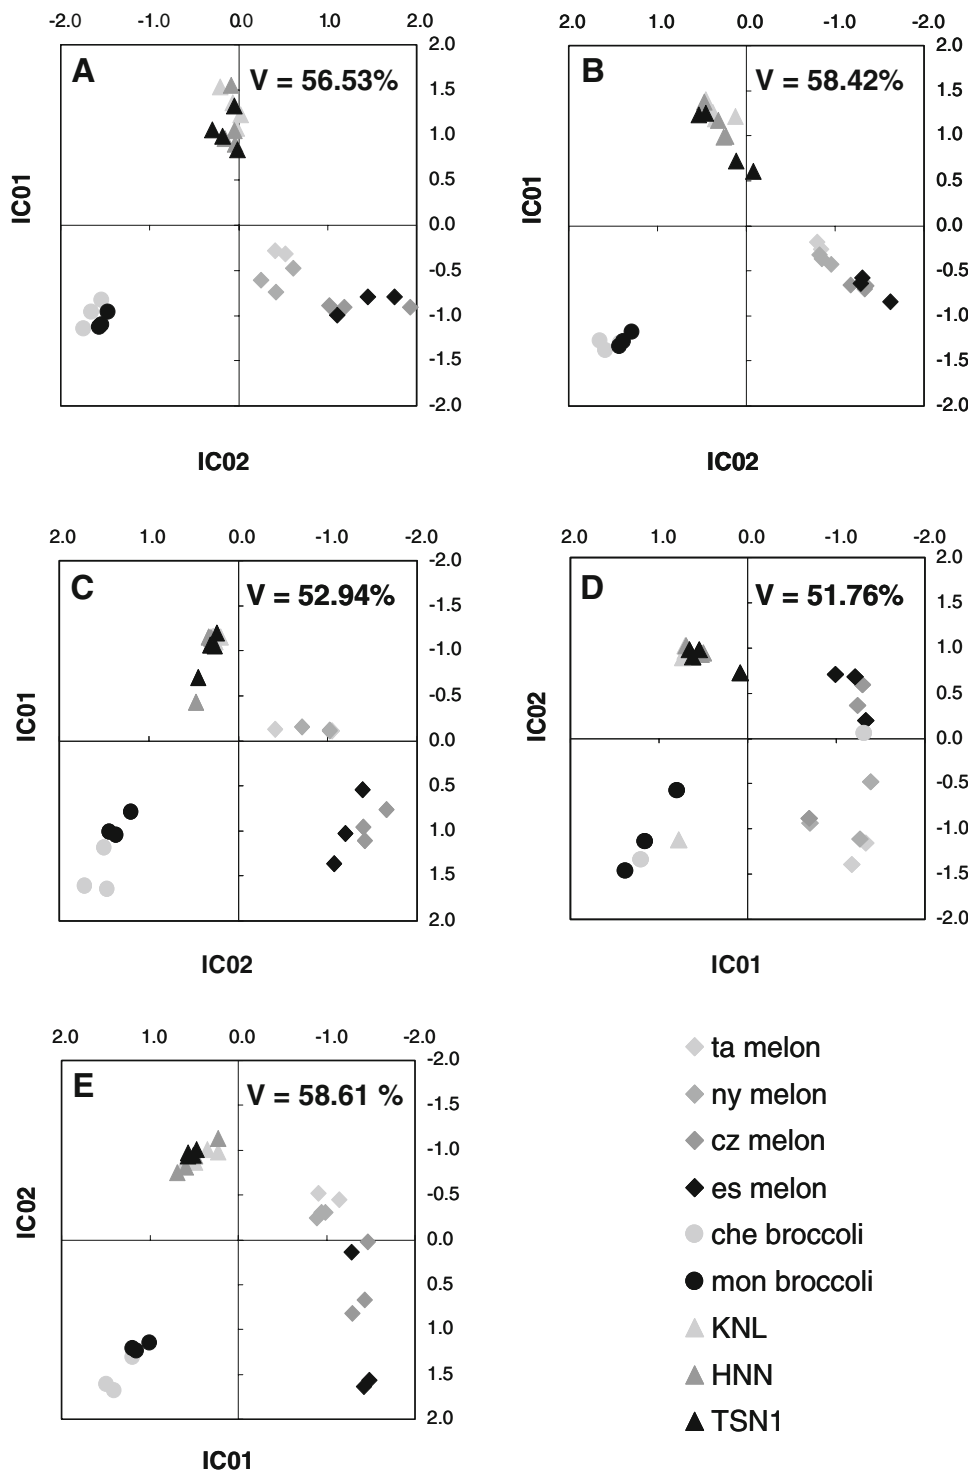 -2.0 -1.0 0.0 1.0 2.0
A
V = 56.53%
2.0
1.5
1.0
0.5
0.0
-0.5
-1.0
-1.5
-2.0
IC01
IC02
2.0 1.0 0.0 -1.0 -2.0
B
V = 58.42%
2.0
1.5
1.0
0.5
0.0
-0.5
-1.0
-1.5
-2.0
IC01
IC02
2.0 1.0 0.0 -1.0 -2.0
C
V = 52.94%
-2.0
-1.5
-1.0
-0.5
0.0
0.5
1.0
1.5
2.0
IC01
IC02
2.0 1.0 0.0 -1.0 -2.0
D
V = 51.76%
2.0
1.5
1.0
0.5
0.0
-0.5
-1.0
-1.5
-2.0
IC02
IC01
2.0 1.0 0.0 -1.0 -2.0
E
V = 58.61 %
-2.0
-1.5
-1.0
-0.5
0.0
0.5
1.0
1.5
2.0
IC02
IC01
ta melon
ny melon
cz melon
es melon
che broccoli
mon broccoli
KNL
HNN
TSN1